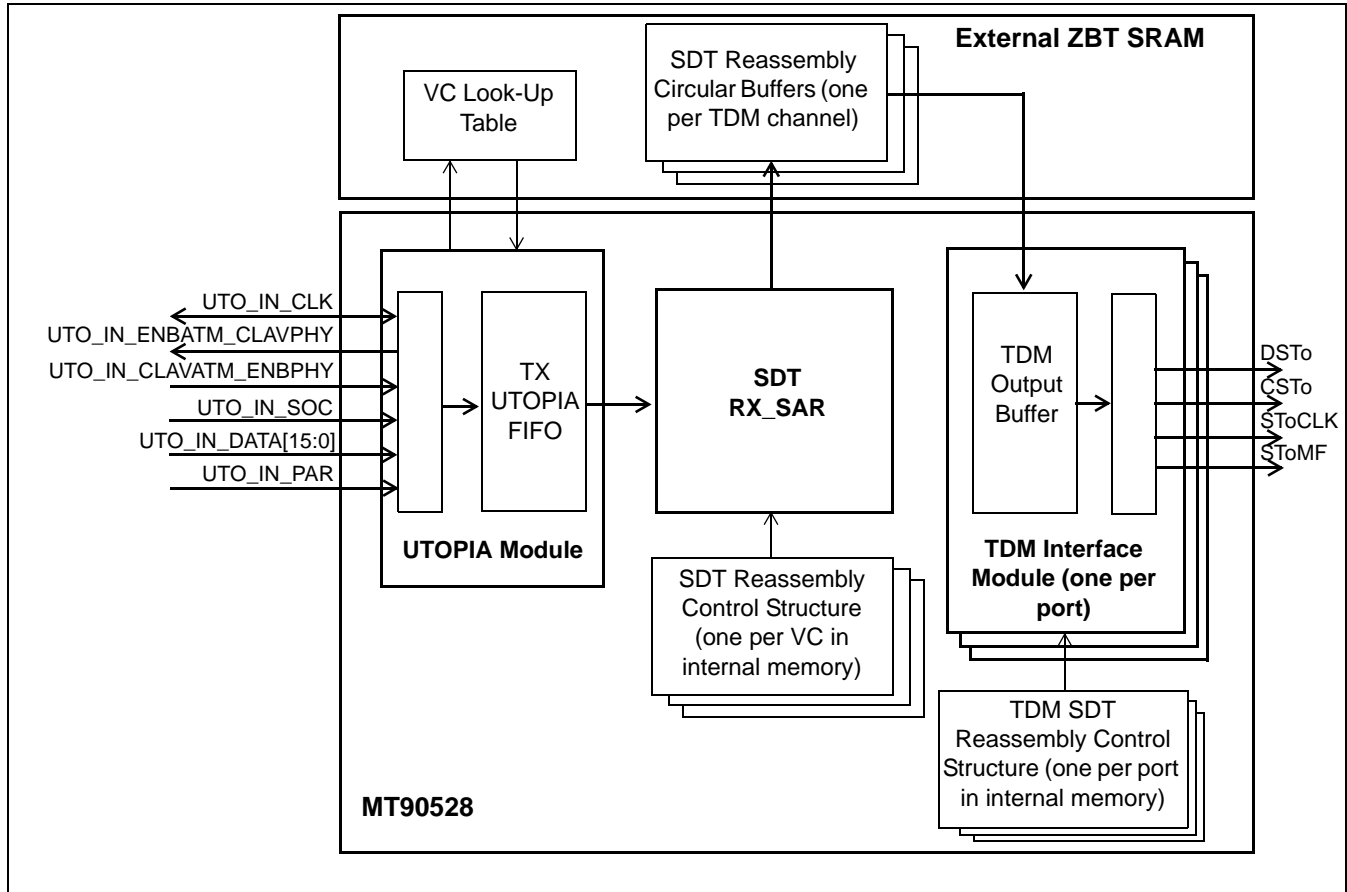 External ZBT SRAM
VC Look-Up
Table
SDT Reassembly
Circular Buffers (one
per TDM channel)
UTO_IN_CLK
UTO_IN_ENBATM_CLAVPHY
UTO_IN_CLAVATM_ENBPHY
UTO_IN_SOC
UTO_IN_DATA[15:0]
UTO_IN_PAR
TX
UTOPIA
FIFO
UTOPIA Module
SDT
RX_SAR
SDT Reassembly
Control Structure
(one per VC in
internal memory)
TDM
Output
Buffer
TDM Interface
Module (one per
port)
DSTo
CSTo
SToCLK
SToMF
TDM SDT
Reassembly Control
Structure (one per port
in internal memory)
MT90528